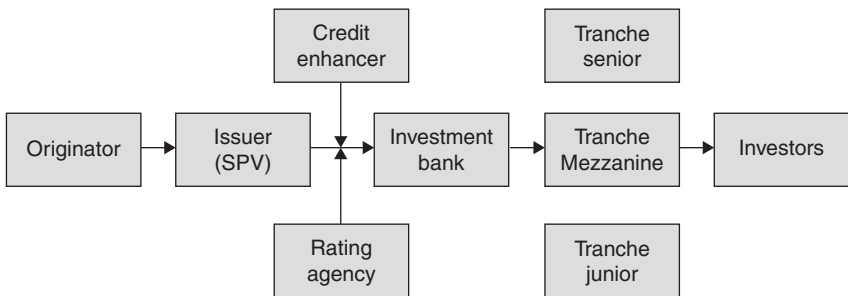 Credit
enhancer
Tranche
senior
Originator
Issuer
(SPV)
Investment
bank
Tranche
Mezzanine
Investors
Rating
agency
Tranche
junior